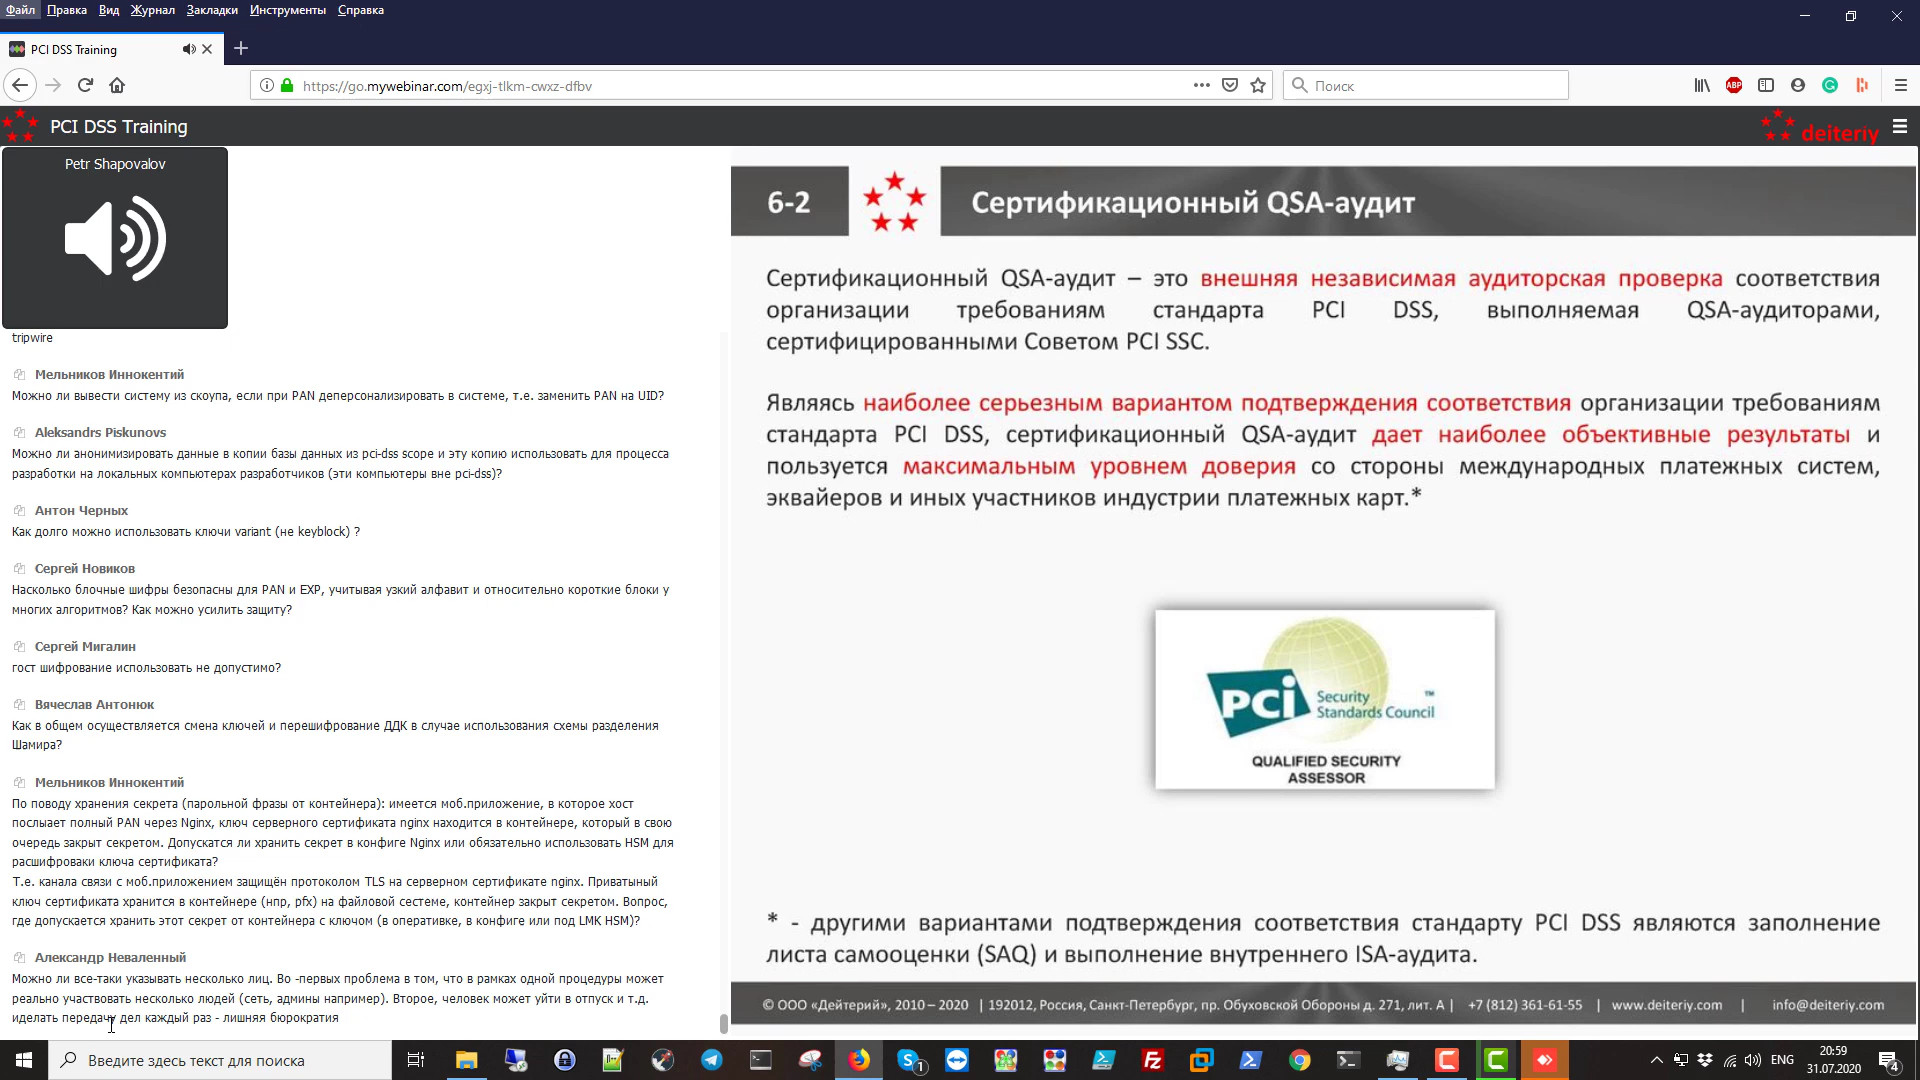 Файл Правка Вид Журнал Закладки Инструменты Справка
PCI DSS Training
https://go.mywebinar.com/egxj-tlkm-cwxz-dfbv
Поиск
ABP
PCI DSS Training
deiteriy
Petr Shapovalov
tripwire
Мельников Иннокентий
Можно ли вывести систему из скоупа, если при PAN деперсонализировать в системе, т.е. заменить PAN на UID?
Aleksandrs Piskunovs
Можно ли анонимизировать данные в копии базы данных из pci-dss scope и эту копию использовать для процесса
разработки на локальных компьютерах разработчиков (эти компьютеры вне pci-dss)?
Антон Черных
Как долго можно использовать ключи variant (не keyblock) ?
Сергей Новиков
Насколько блочные шифры безопасны для PAN и EXP, учитывая узкий алфавит и относительно короткие блоки у
многих алгоритмов? Как можно усилить защиту?
Сергей Мигалин
гост шифрование использовать не допустимо?
Вячеслав Антонюк
Как в общем осуществляется смена ключей и перешифрование ДДК в случае использования схемы разделения
Шамира?
Мельников Иннокентий
По поводу хранения секрета (парольной фразы от контейнера): имеется моб.приложение, в которое хост
послыает полный PAN через Nginx, ключ серверного сертификата nginx находится в контейнере, который в свою
очередь закрыт секретом. Допускатся ли хранить секрет в конфиге Nginx или обязательно использовать HSM для
расшифроваки ключа сертификата?
Т.е. канала связи с моб.приложением защищён протоколом TLS на серверном сертификате nginx. Приватыный
ключ сертификата хранится в контейнере (нпр, pfx) на файловой сестеме, контейнер закрыт секретом. Вопрос,
где допускается хранить этот секрет от контейнера с ключом (в оперативке, в конфиге или под LMK HSM)?
Александр Неваленный
Можно ли все-таки указывать несколько лиц. Во -первых проблема в том, что в рамках одной процедуры может
реально участвовать несколько людей (сеть, админы например). Второе, человек может уйти в отпуск и т.д.
иделать передачу дел каждый раз - лишняя бюрократия
6-2
Сертификационный QSA-аудит
Сертификационный QSA-аудит – это внешняя независимая аудиторская проверка соответствия
организации требованиям стандарта PCI DSS, выполняемая QSA-аудиторами,
сертифицированными Советом PCI SSC.
Являясь наиболее серьезным вариантом подтверждения соответствия организации требованиям
стандарта PCI DSS, сертификационный QSA-аудит дает наиболее объективные результаты и
пользуется максимальным уровнем доверия со стороны международных платежных систем,
эквайеров и иных участников индустрии платежных карт.*
PCi Security
Standards Council
TM
QUALIFIED SECURITY
ASSESSOR
* - другими вариантами подтверждения соответствия стандарту PCI DSS являются заполнение
листа самооценки (SAQ) и выполнение внутреннего ISA-аудита.
© ООО «Дейтерий», 2010 – 2020 | 192012, Россия, Санкт-Петербург, пр. Обуховской Обороны д. 271, лит. А | +7 (812) 361-61-55 | www.deiteriy.com | info@deiteriy.com
Введите здесь текст для поиска
1
ENG
20:59
31.07.2020
4